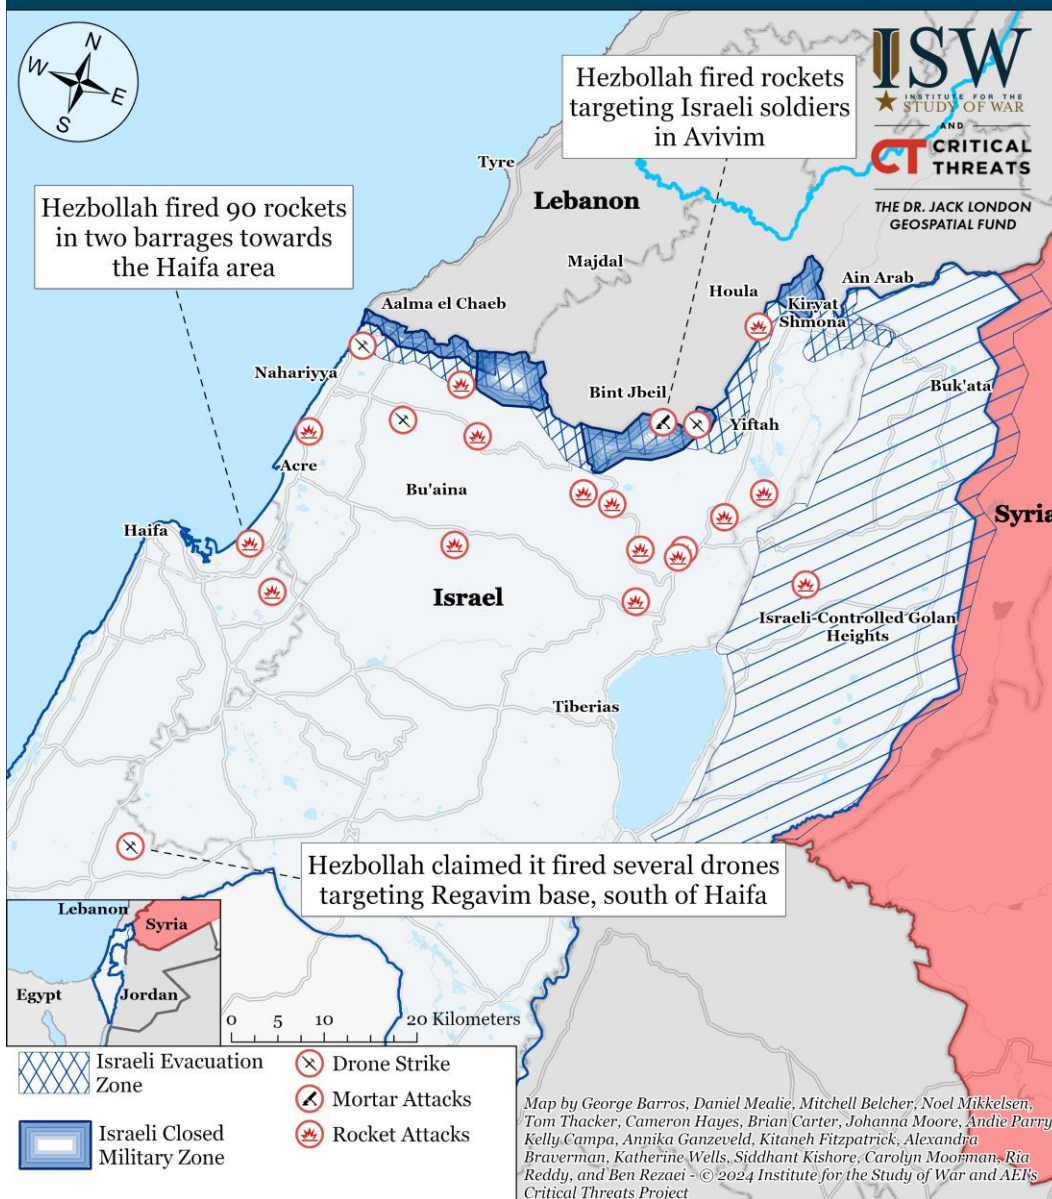 N
W
E
S
ISW
INSTITUTE FOR THE
STUDY OF WAR
AND
CT CRITICAL
THREATS
THE DR. JACK LONDON
GEOSPATIAL FUND
Hezbollah fired rockets
targeting Israeli soldiers
in Avivim
Hezbollah fired 90 rockets
in two barrages towards
the Haifa area
Tyre
Lebanon
Majdal
Ain Arab
Houla
Kiryat
Shmona
Aalma el Chaeb
Nahariyya
Bint Jbeil
Buk'ata
Yiftah
Acre
Bu'aina
Haifa
Syria
Israel
Israeli-Controlled Golan
Heights
Tiberias
Hezbollah claimed it fired several drones
targeting Regavim base, south of Haifa
Lebanon
Syria
Egypt
Jordan
0 5 10 20 Kilometers
Israeli Evacuation
Zone
Israeli Closed
Military Zone
Drone Strike
Mortar Attacks
Rocket Attacks
Map by George Barros, Daniel Mealie, Mitchell Belcher, Noel Mikkelsen,
Tom Thacker, Cameron Hayes, Brian Carter, Johanna Moore, Andie Parry
Kelly Campa, Annika Ganzeveld, Kitaneh Fitzpatrick, Alexandra
Braverman, Katherine Wells, Siddhant Kishore, Carolyn Moorman, Ria
Reddy, and Ben Rezaei - © 2024 Institute for the Study of War and AEI's
Critical Threats Project